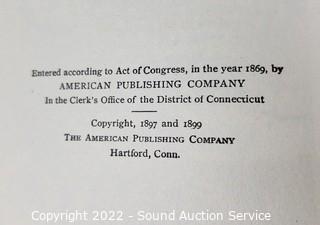 Entered according to Act of Congress, in the year 1869, by
AMERICAN PUBLISHING COMPANY
In the Clerk's Office of the District of Connecticut
Copyright, 1897 and 1899
THE AMERICAN PUBLISHING COMPANY
Hartford, Conn.
Copyright 2022 - Sound Auction Service